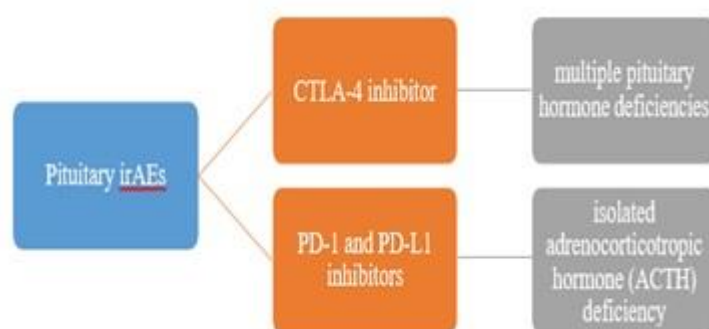 Pituitary irAEs
CTLA-4 inhibitor
multiple pituitary
hormone deficiencies
PD-1 and PD-L1
inhibitors
isolated
adrenocorticotropic
hormone (ACTH)
deficiency